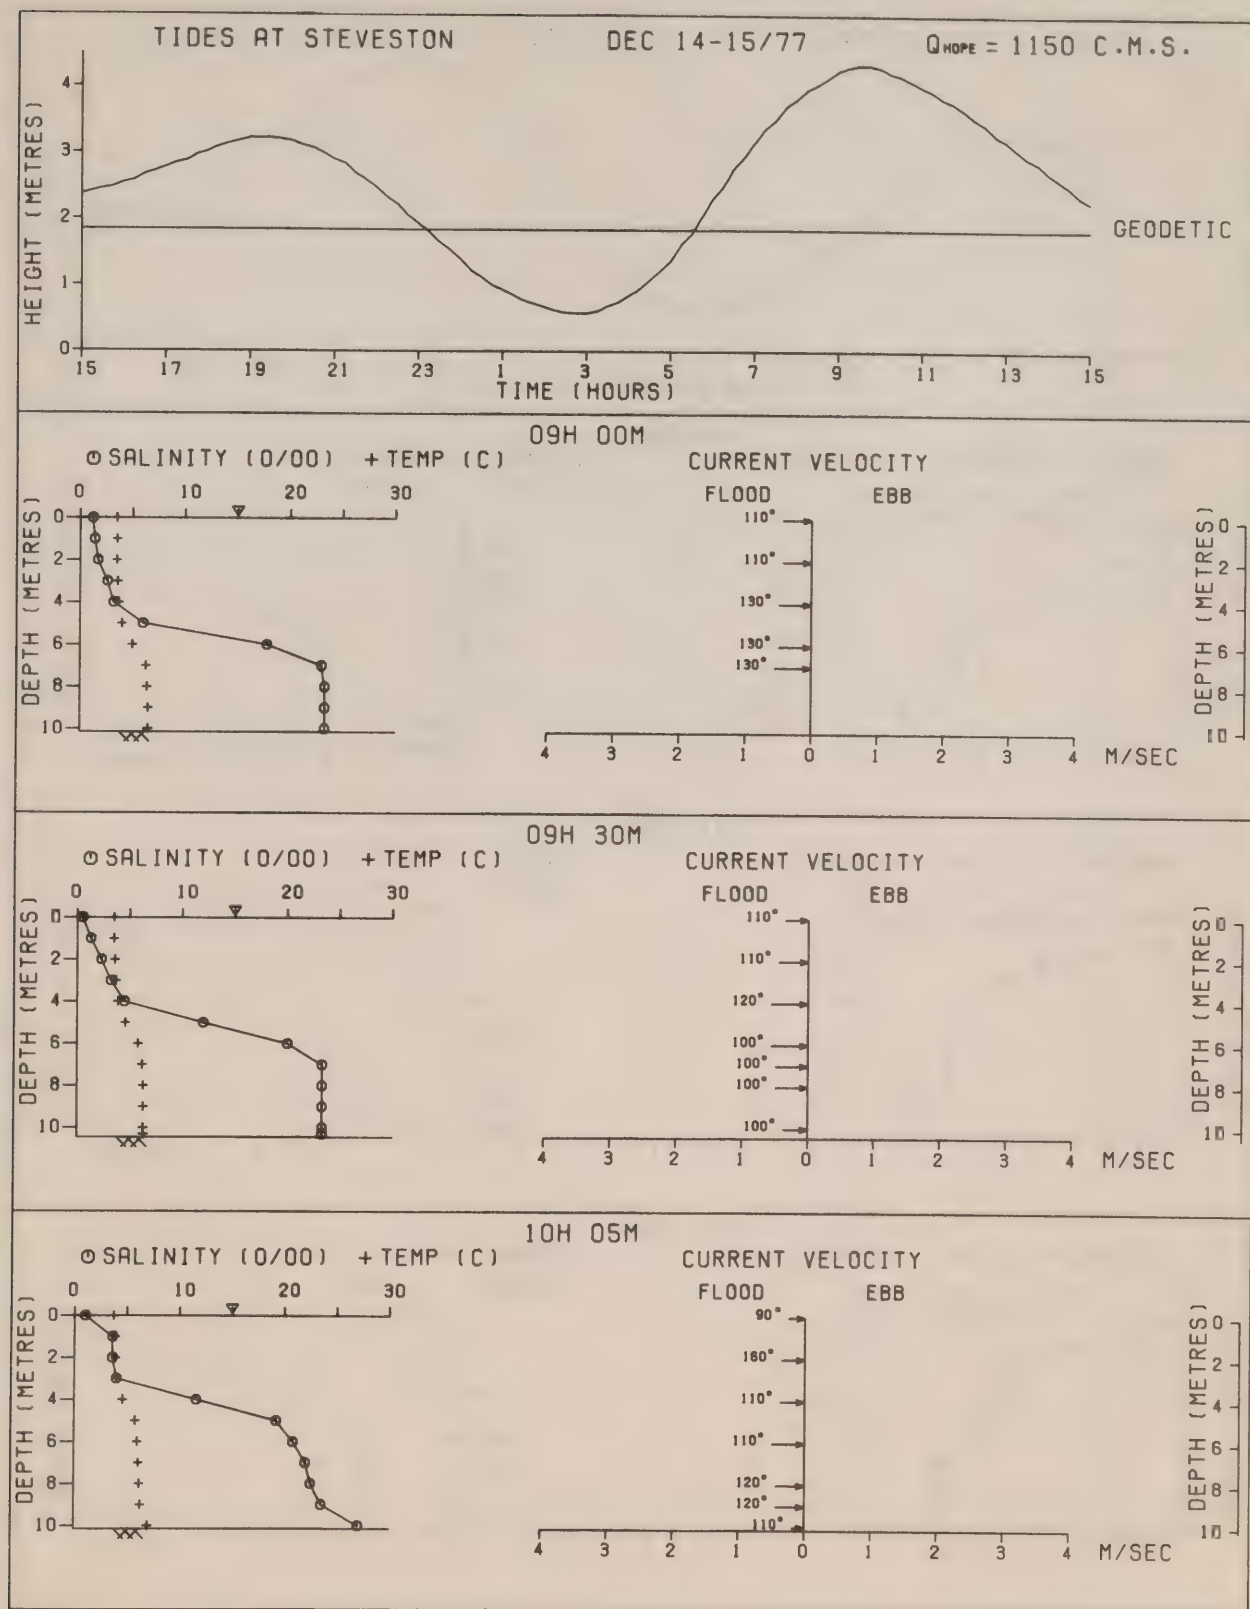 TIDES AT STEVESTON DEC 14-15/77 QHOPE = 1150 C.M.S.
HEIGHT (METRES)
4
3
2
1
0
GEODETIC
15 17 19 21 23 1 3 5 7 9 11 13 15
TIME (HOURS)
09H 00M
SALINITY (0/00) + TEMP (C) CURRENT VELOCITY
FLOOD EBB
0 10 20 30
DEPTH (METRES)
0
2
4
6
8
10
110°
110°
130°
130°
130°
4 3 2 1 0 1 2 3 4 M/SEC
DEPTH (METRES)
0
2
4
6
8
10
09H 30M
SALINITY (0/00) + TEMP (C) CURRENT VELOCITY
FLOOD EBB
0 10 20 30
DEPTH (METRES)
0
2
4
6
8
10
110°
110°
120°
100°
100°
100°
100°
4 3 2 1 0 1 2 3 4 M/SEC
DEPTH (METRES)
0
2
4
6
8
10
10H 05M
SALINITY (0/00) + TEMP (C) CURRENT VELOCITY
FLOOD EBB
0 10 20 30
DEPTH (METRES)
0
2
4
6
8
10
90°
160°
110°
110°
120°
120°
110°
4 3 2 1 0 1 2 3 4 M/SEC
DEPTH (METRES)
0
2
4
6
8
10